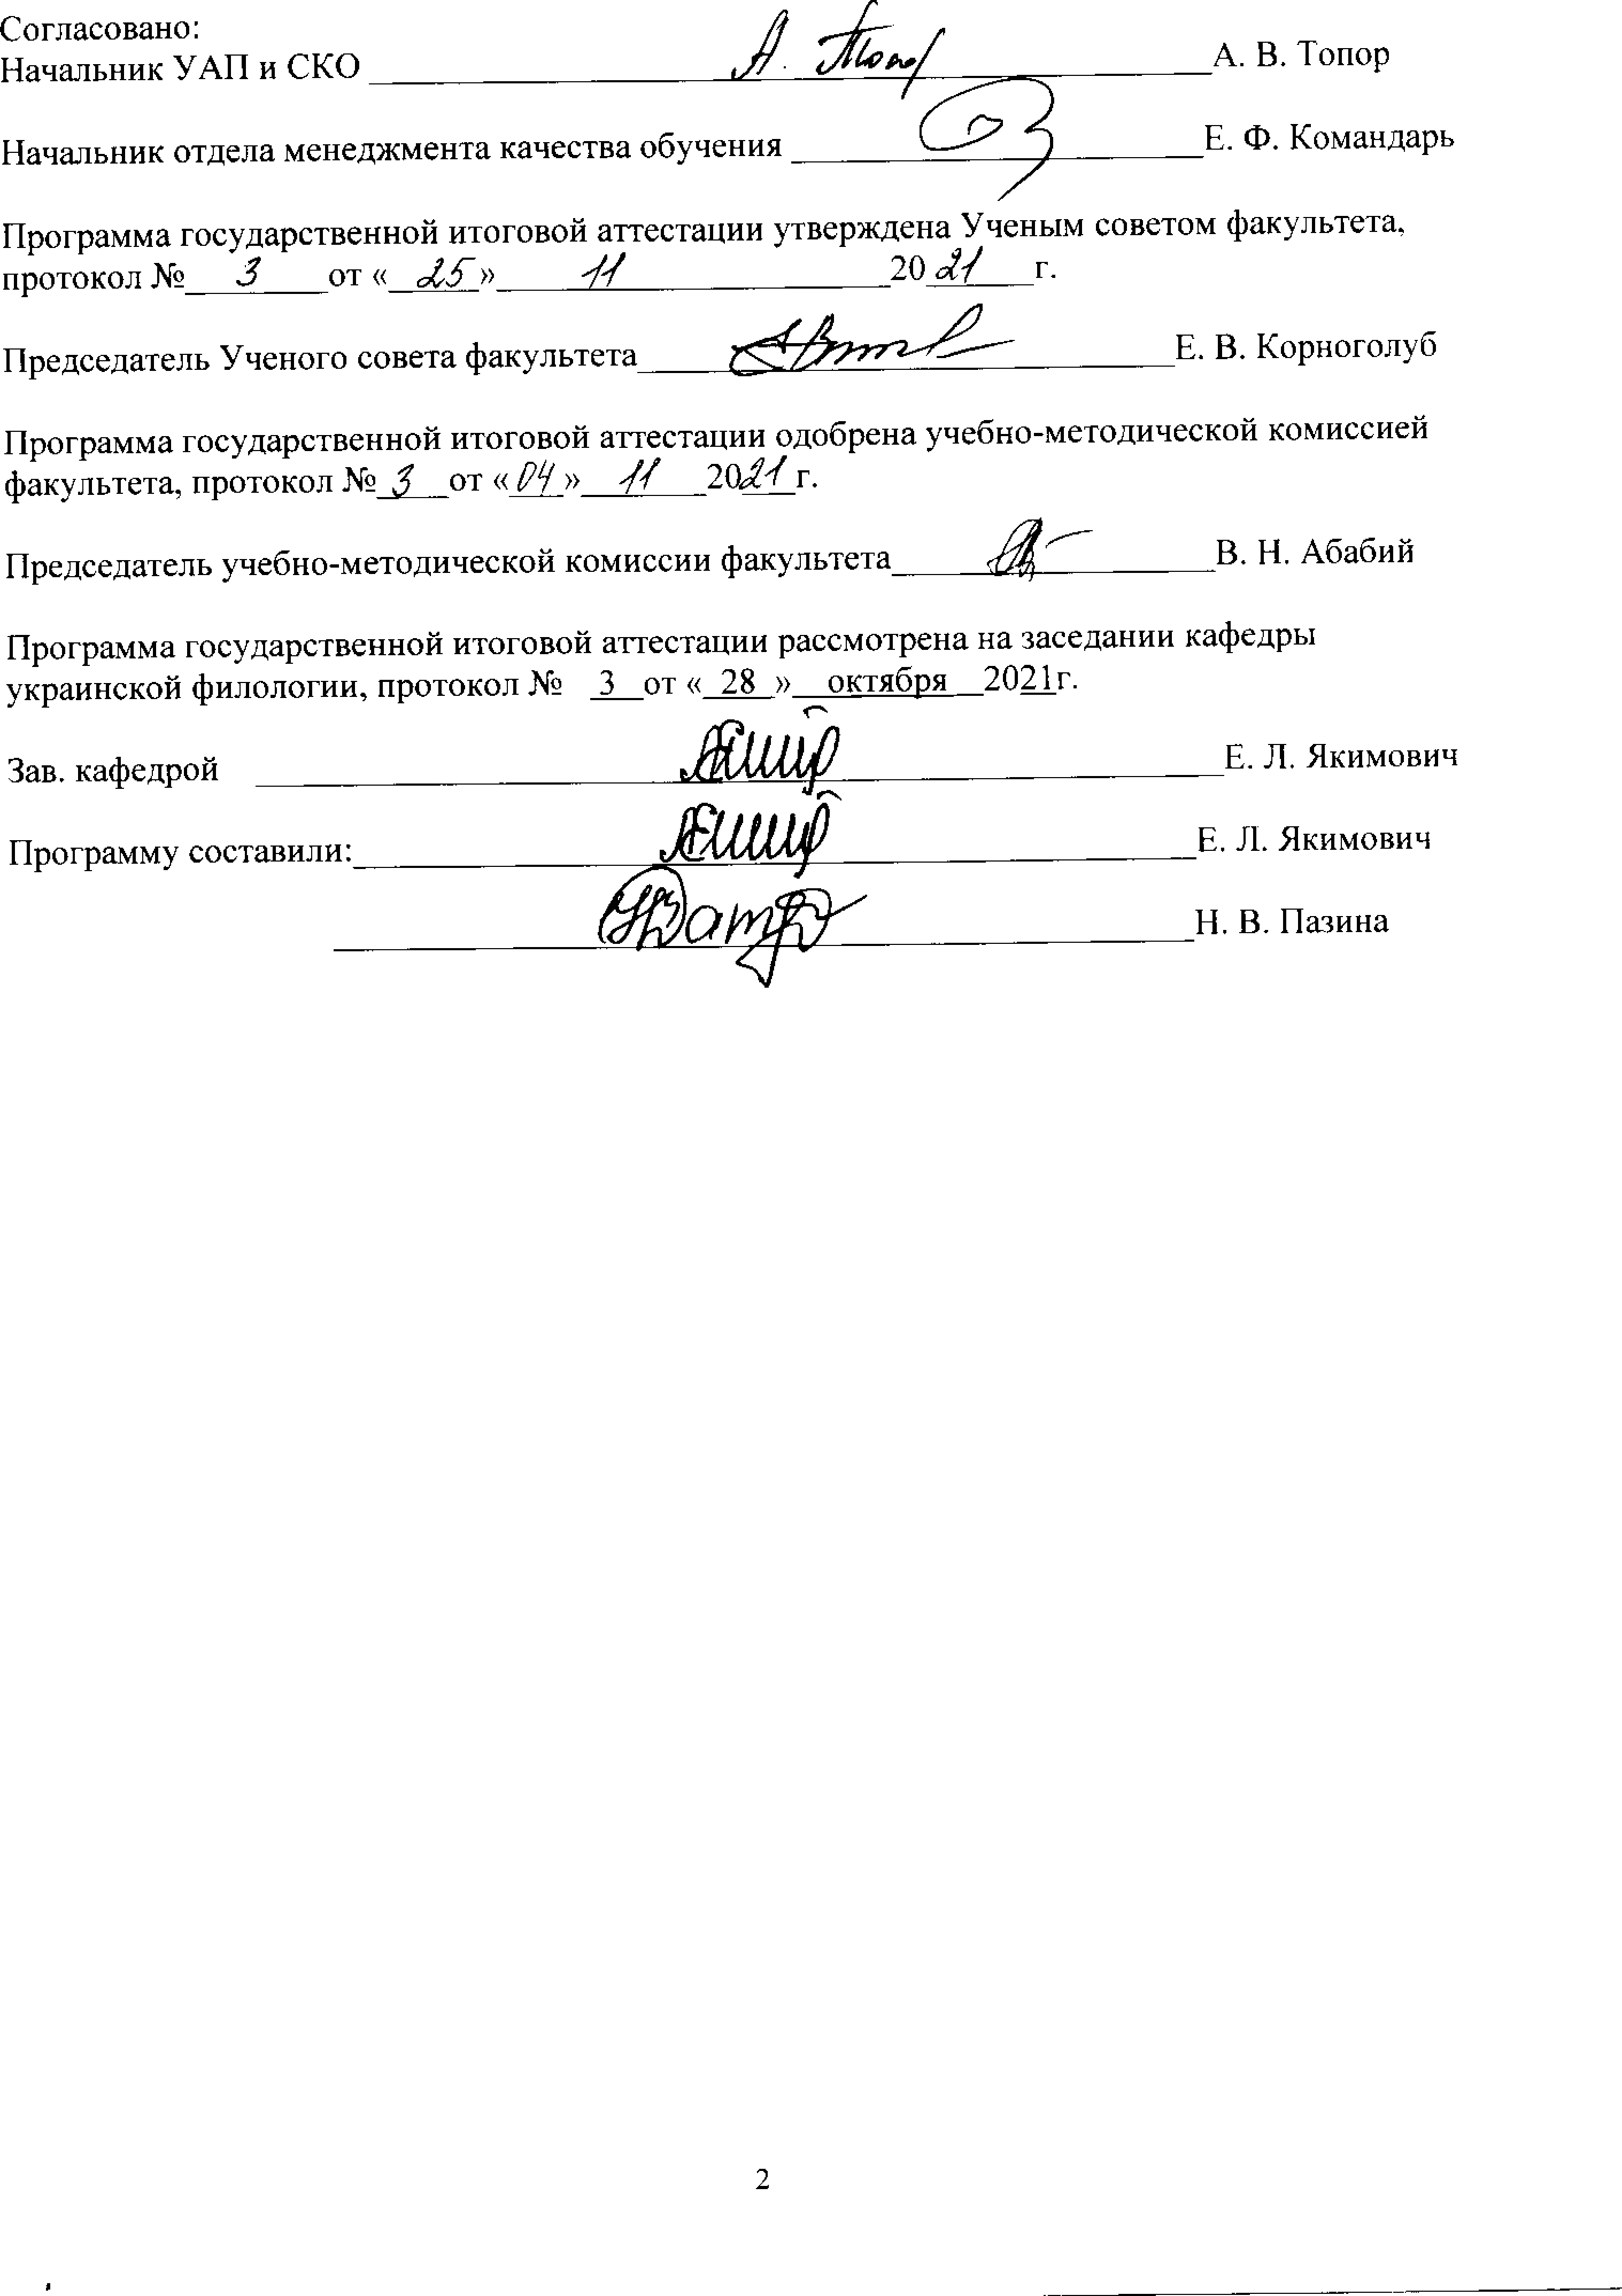 Согласовано:
Начальник УАП и СКО А. Топор А. В. Топор
Начальник отдела менеджмента качества обучения Е. Ф. Командарь
Программа государственной итоговой аттестации утверждена Ученым советом факультета,
протокол № 3 от « 25 » 11 20 21 г.
Председатель Ученого совета факультета Е. В. Корноголуб
Программа государственной итоговой аттестации одобрена учебно-методической комиссией
факультета, протокол № 3 от « 04 » 11 2021 г.
Председатель учебно-методической комиссии факультета В. Н. Абабий
Программа государственной итоговой аттестации рассмотрена на заседании кафедры
украинской филологии, протокол № 3 от « 28 » октября 2021г.
Зав. кафедрой Е. Л. Якимович
Программу составили: Е. Л. Якимович
Н. В. Пазина
2